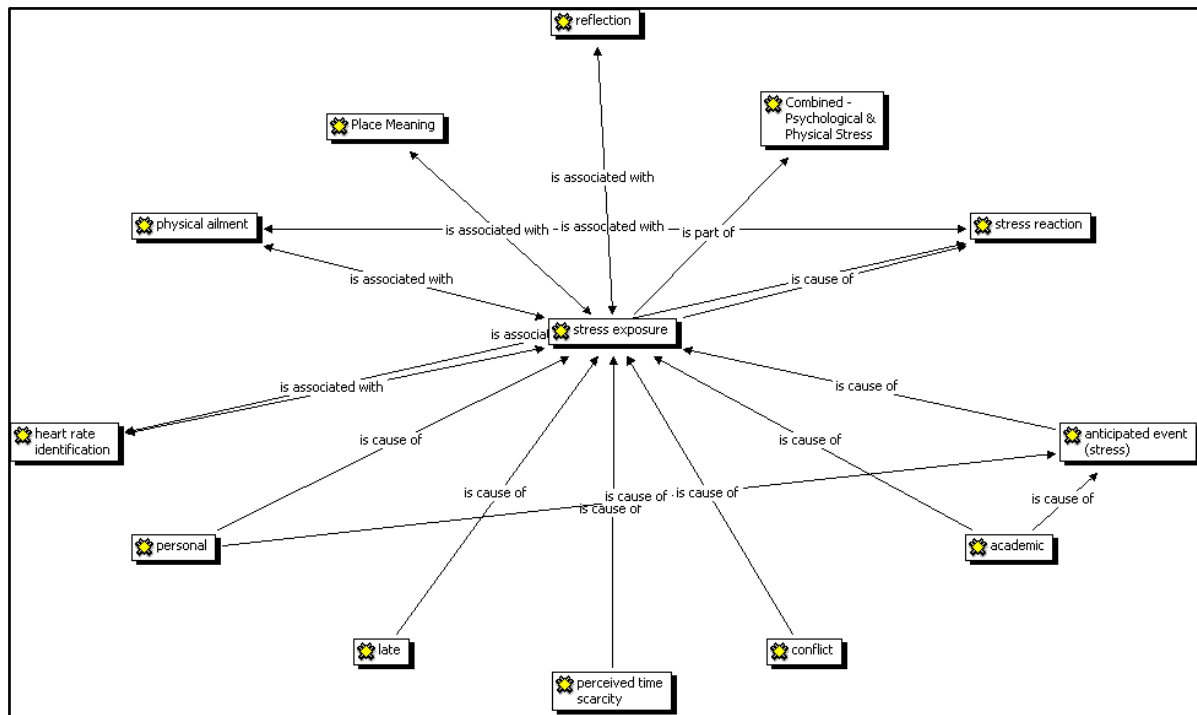 reflection
Combined -
Psychological &
Physical Stress
Place Meaning
is associated with
physical ailment
is associated with
is associated with
is part of
stress reaction
is associated with
is cause of
is associa
stress exposure
is associated with
is cause of
heart rate
identification
is cause of
is cause of
anticipated event
(stress)
is cause of
is cause of
is cause of
is cause of
is cause of
personal
academic
late
conflict
perceived time
scarcity